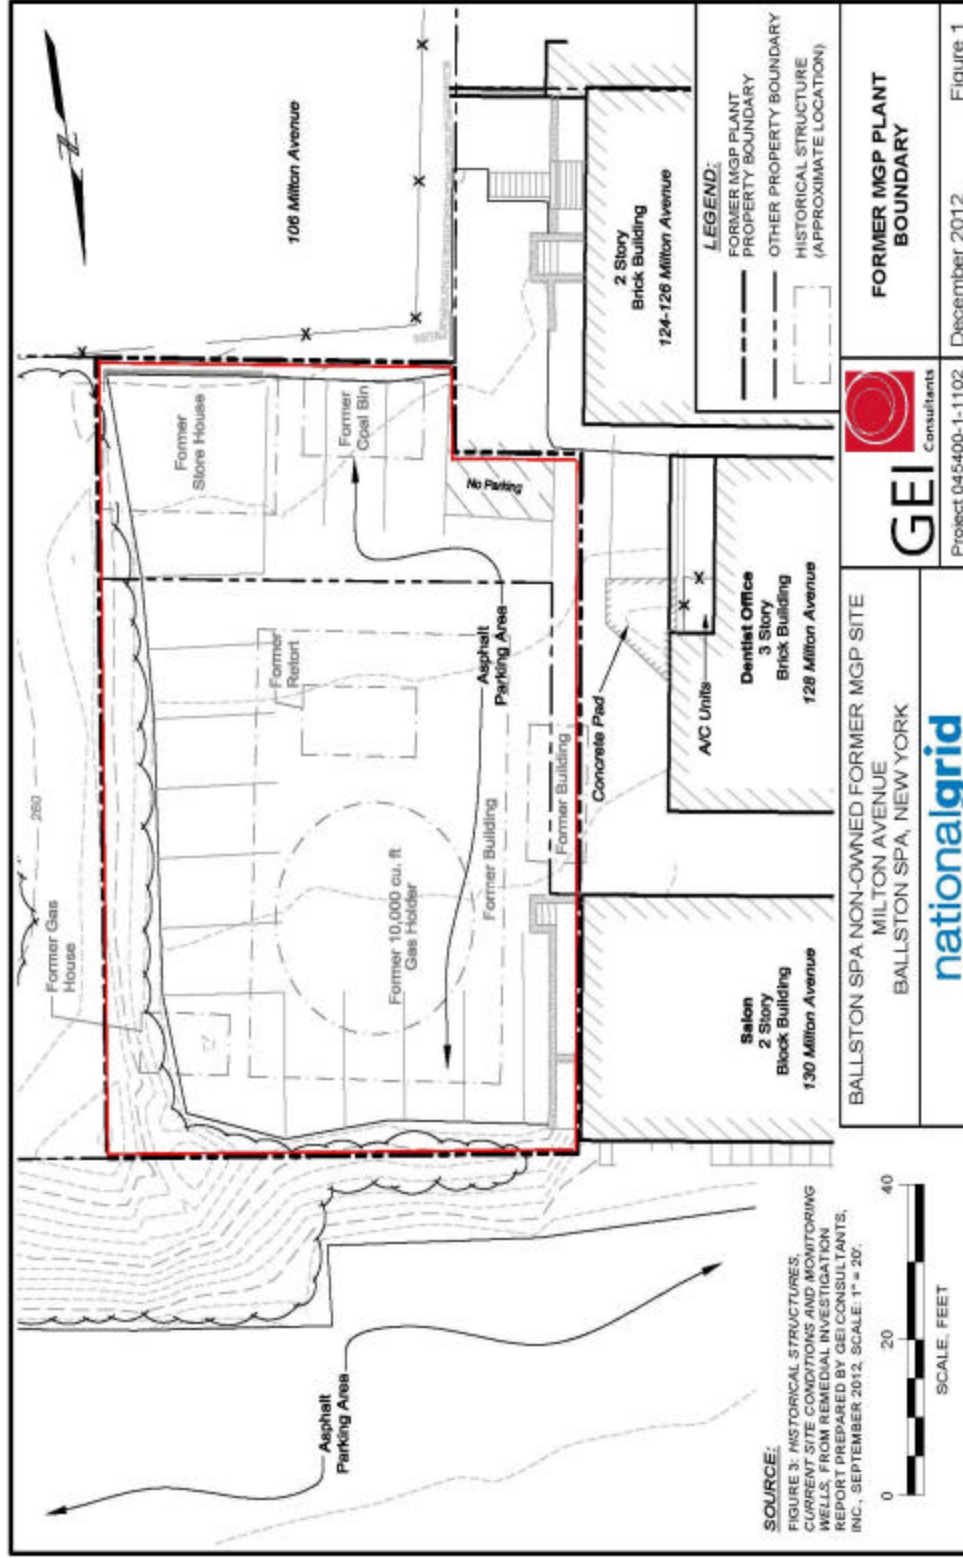 N
106 Milton Avenue
260
Former Gas
House
Former
Store House
Former
Coal Bin
No Parking
Former
Retort
Asphalt
Parking Area
Former 10,000 cu. ft
Gas Holder
Former Building
Former Building
Concrete Pad
A/C Units
2 Story
Brick Building
124-126 Milton Avenue
Dentist Office
3 Story
Brick Building
128 Milton Avenue
Salon
2 Story
Block Building
130 Milton Avenue
Asphalt
Parking Area
LEGEND:
FORMER MGP PLANT
PROPERTY BOUNDARY
OTHER PROPERTY BOUNDARY
HISTORICAL STRUCTURE
(APPROXIMATE LOCATION)
SOURCE:
FIGURE 3: HISTORICAL STRUCTURES,
CURRENT SITE CONDITIONS AND MONITORING
WELLS, FROM REMEDIAL INVESTIGATION
REPORT PREPARED BY GEI CONSULTANTS,
INC., SEPTEMBER 2012, SCALE: 1" = 20'.
0 20 40
SCALE, FEET
BALLSTON SPA NON-OWNED FORMER MGP SITE
MILTON AVENUE
BALLSTON SPA, NEW YORK
nationalgrid
GEI Consultants
Project 045400-1-1102
FORMER MGP PLANT
BOUNDARY
December 2012
Figure 1